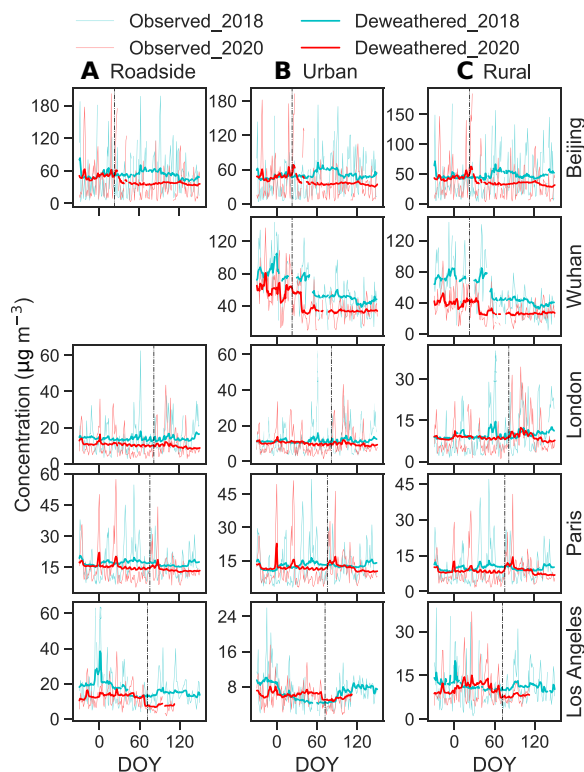 Observed_2018 Deweathered_2018
Observed_2020 Deweathered_2020
A Roadside B Urban C Rural
180 180 150
120 120 100
60 60 50
0 0 0
Beijing
120 120
80 80
40 40
Wuhan
Concentration (µg m−3)
60 60
40 40 30
20 20 15
0 0 0
London
60
45 45 45
30 30 30
15 15 15
Paris
60 24 45
40 16 30
20 8 15
0 0
Los Angeles
0 60 120 0 60 120 0 60 120
DOY DOY DOY